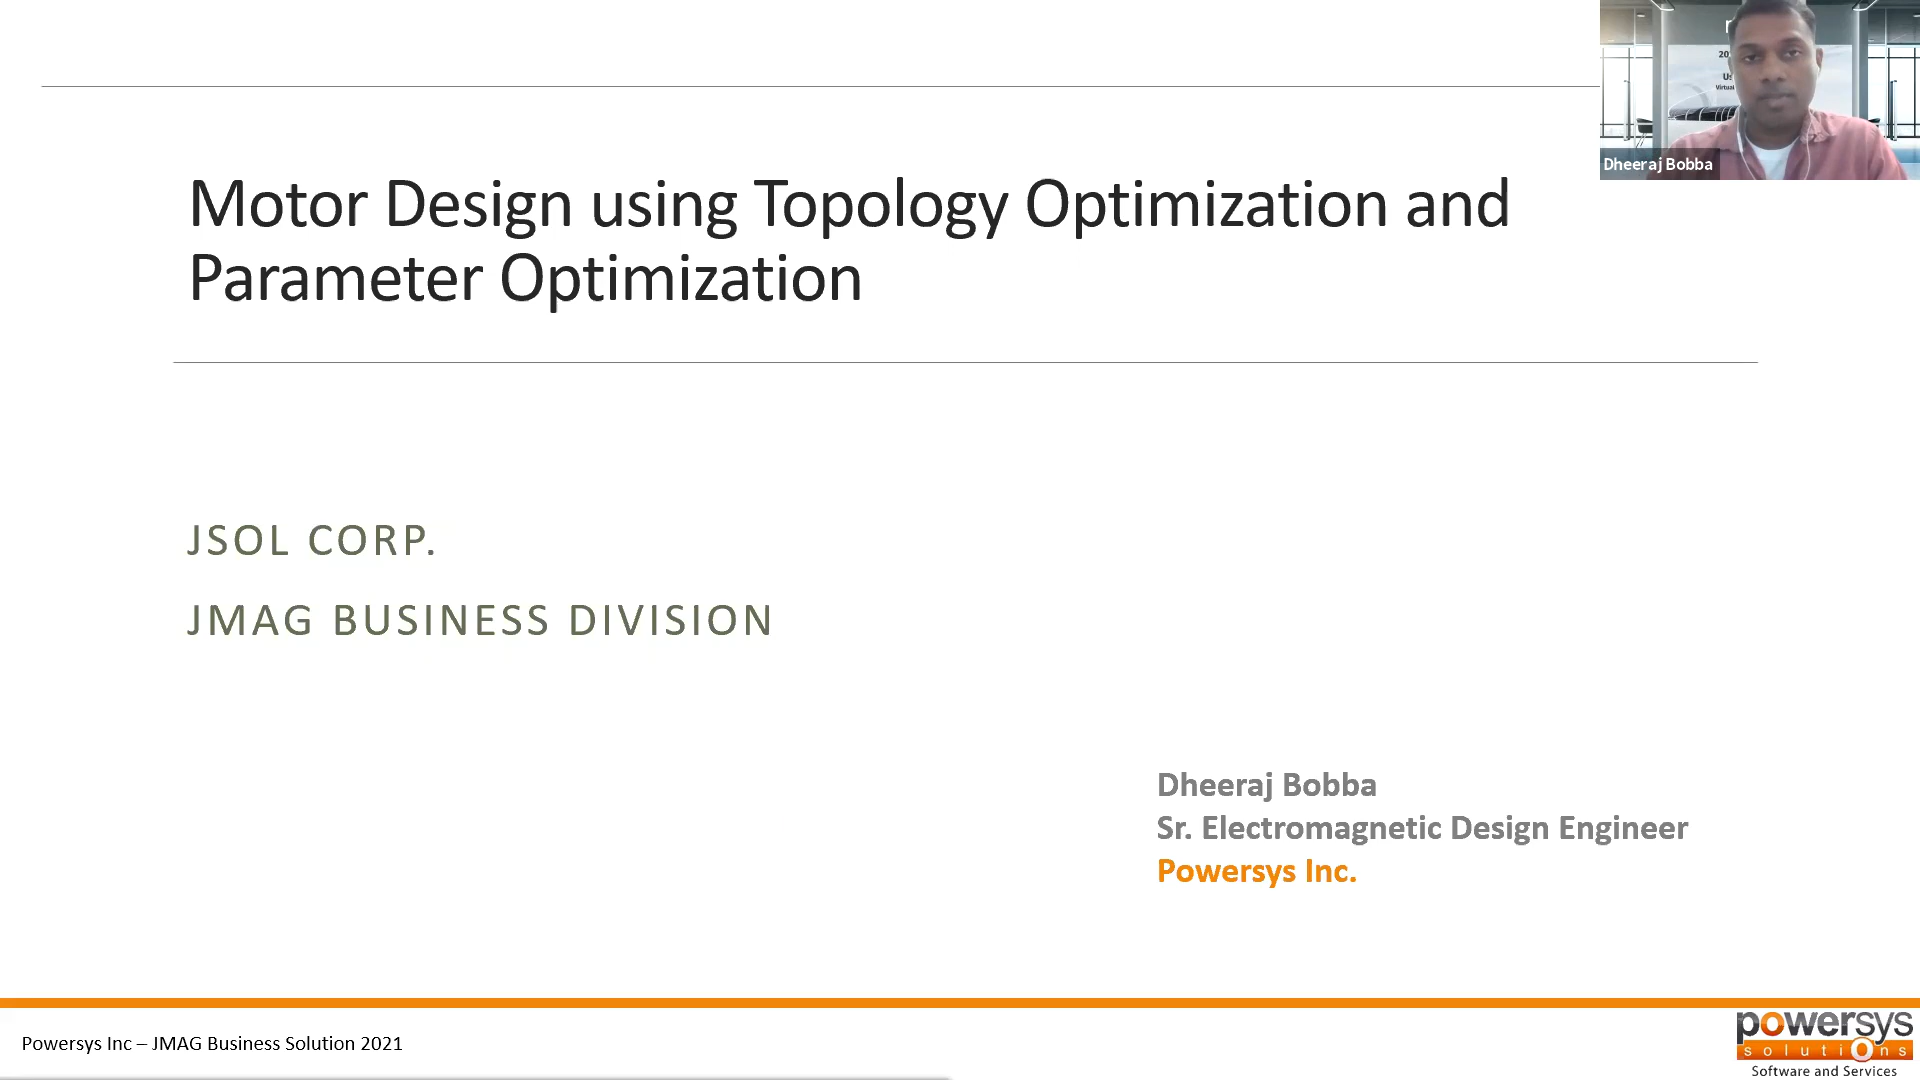 Dheeraj Bobba
Motor Design using Topology Optimization and
Parameter Optimization
JSOL CORP.
JMAG BUSINESS DIVISION
Dheeraj Bobba
Sr. Electromagnetic Design Engineer
Powersys Inc.
Powersys Inc – JMAG Business Solution 2021
powersys
solutions
Software and Services